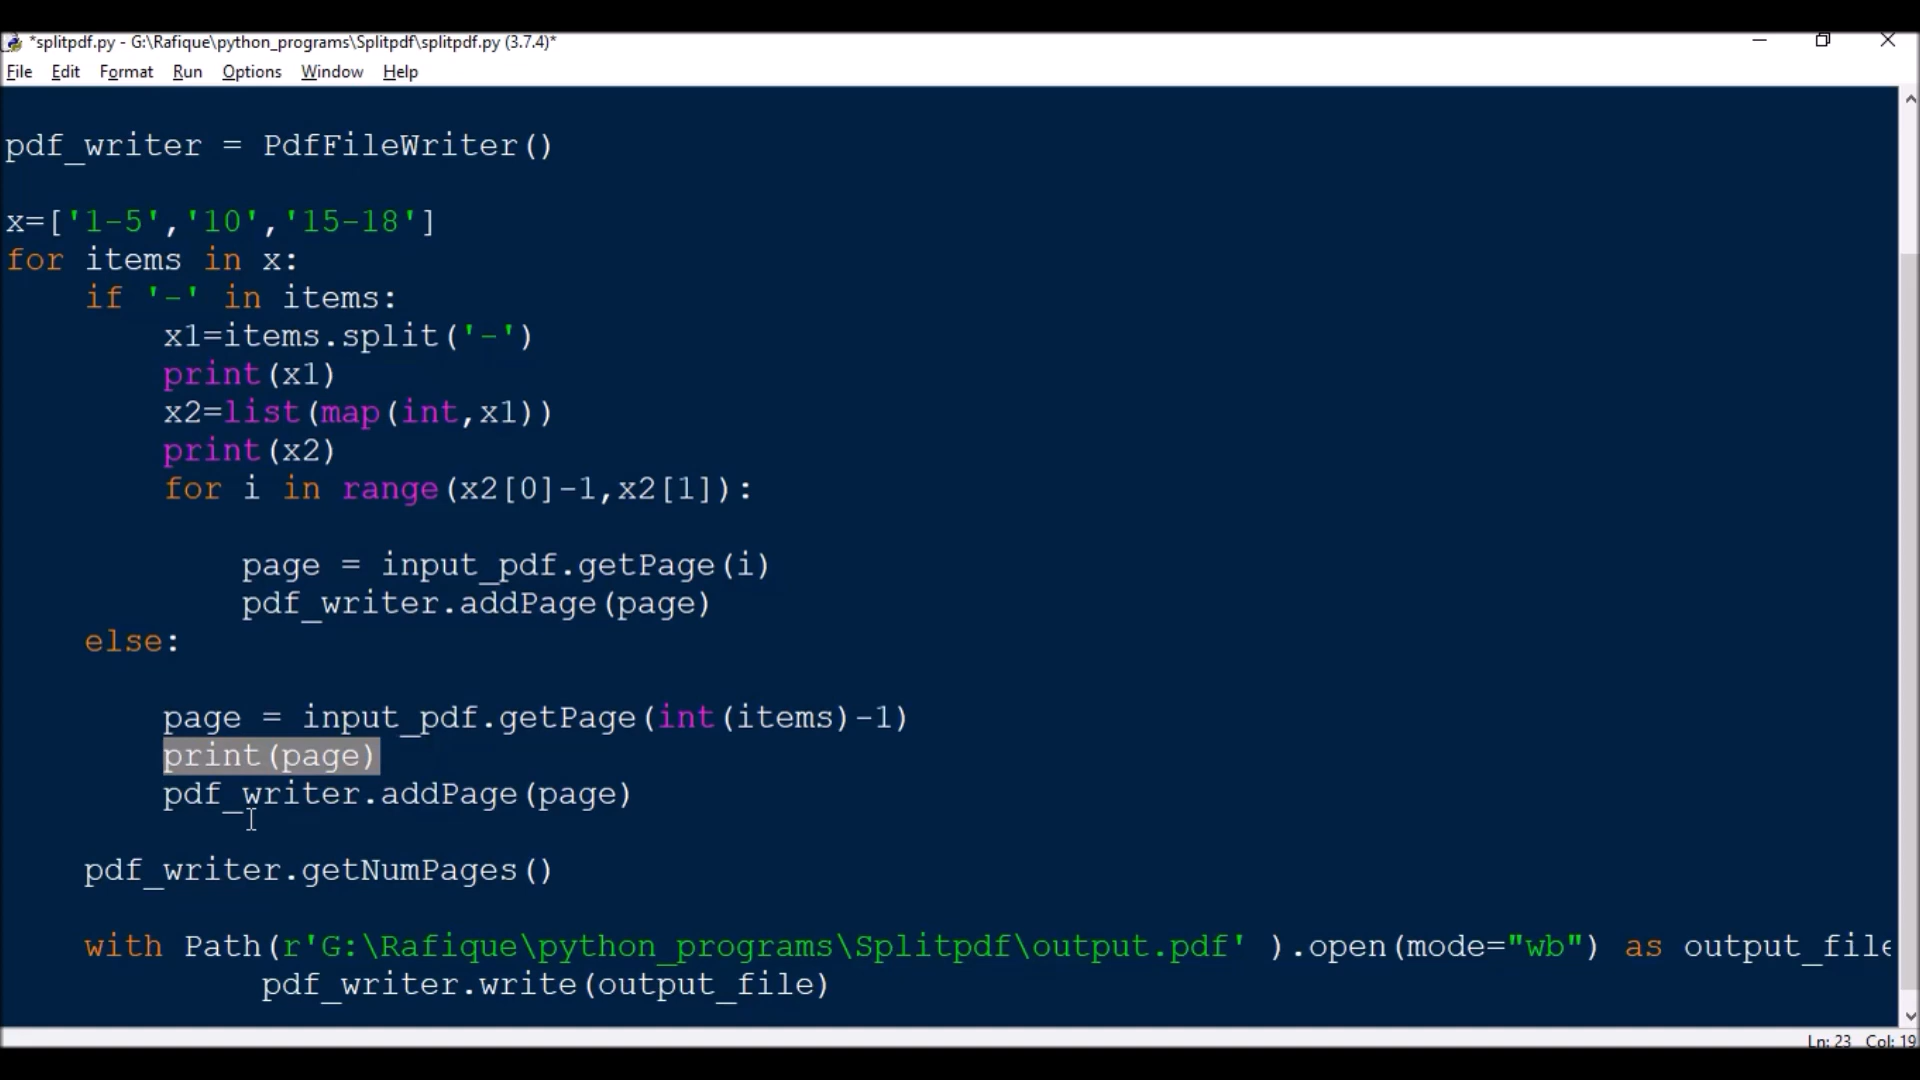 *splitpdf.py - G:\Rafique\python_programs\Splitpdf\splitpdf.py (3.7.4)*
File Edit Format Run Options Window Help
pdf_writer = PdfFileWriter()
x=['1-5','10','15-18']
for items in x:
    if '-' in items:
        x1=items.split('-')
        print(x1)
        x2=list(map(int,x1))
        print(x2)
        for i in range(x2[0]-1,x2[1]):
            page = input_pdf.getPage(i)
            pdf_writer.addPage(page)
    else:
        page = input_pdf.getPage(int(items)-1)
        print(page)
        pdf_writer.addPage(page)
    pdf_writer.getNumPages()
    with Path(r'G:\Rafique\python_programs\Splitpdf\output.pdf' ).open(mode="wb") as output_file
             pdf_writer.write(output_file)
Ln: 23 Col: 19